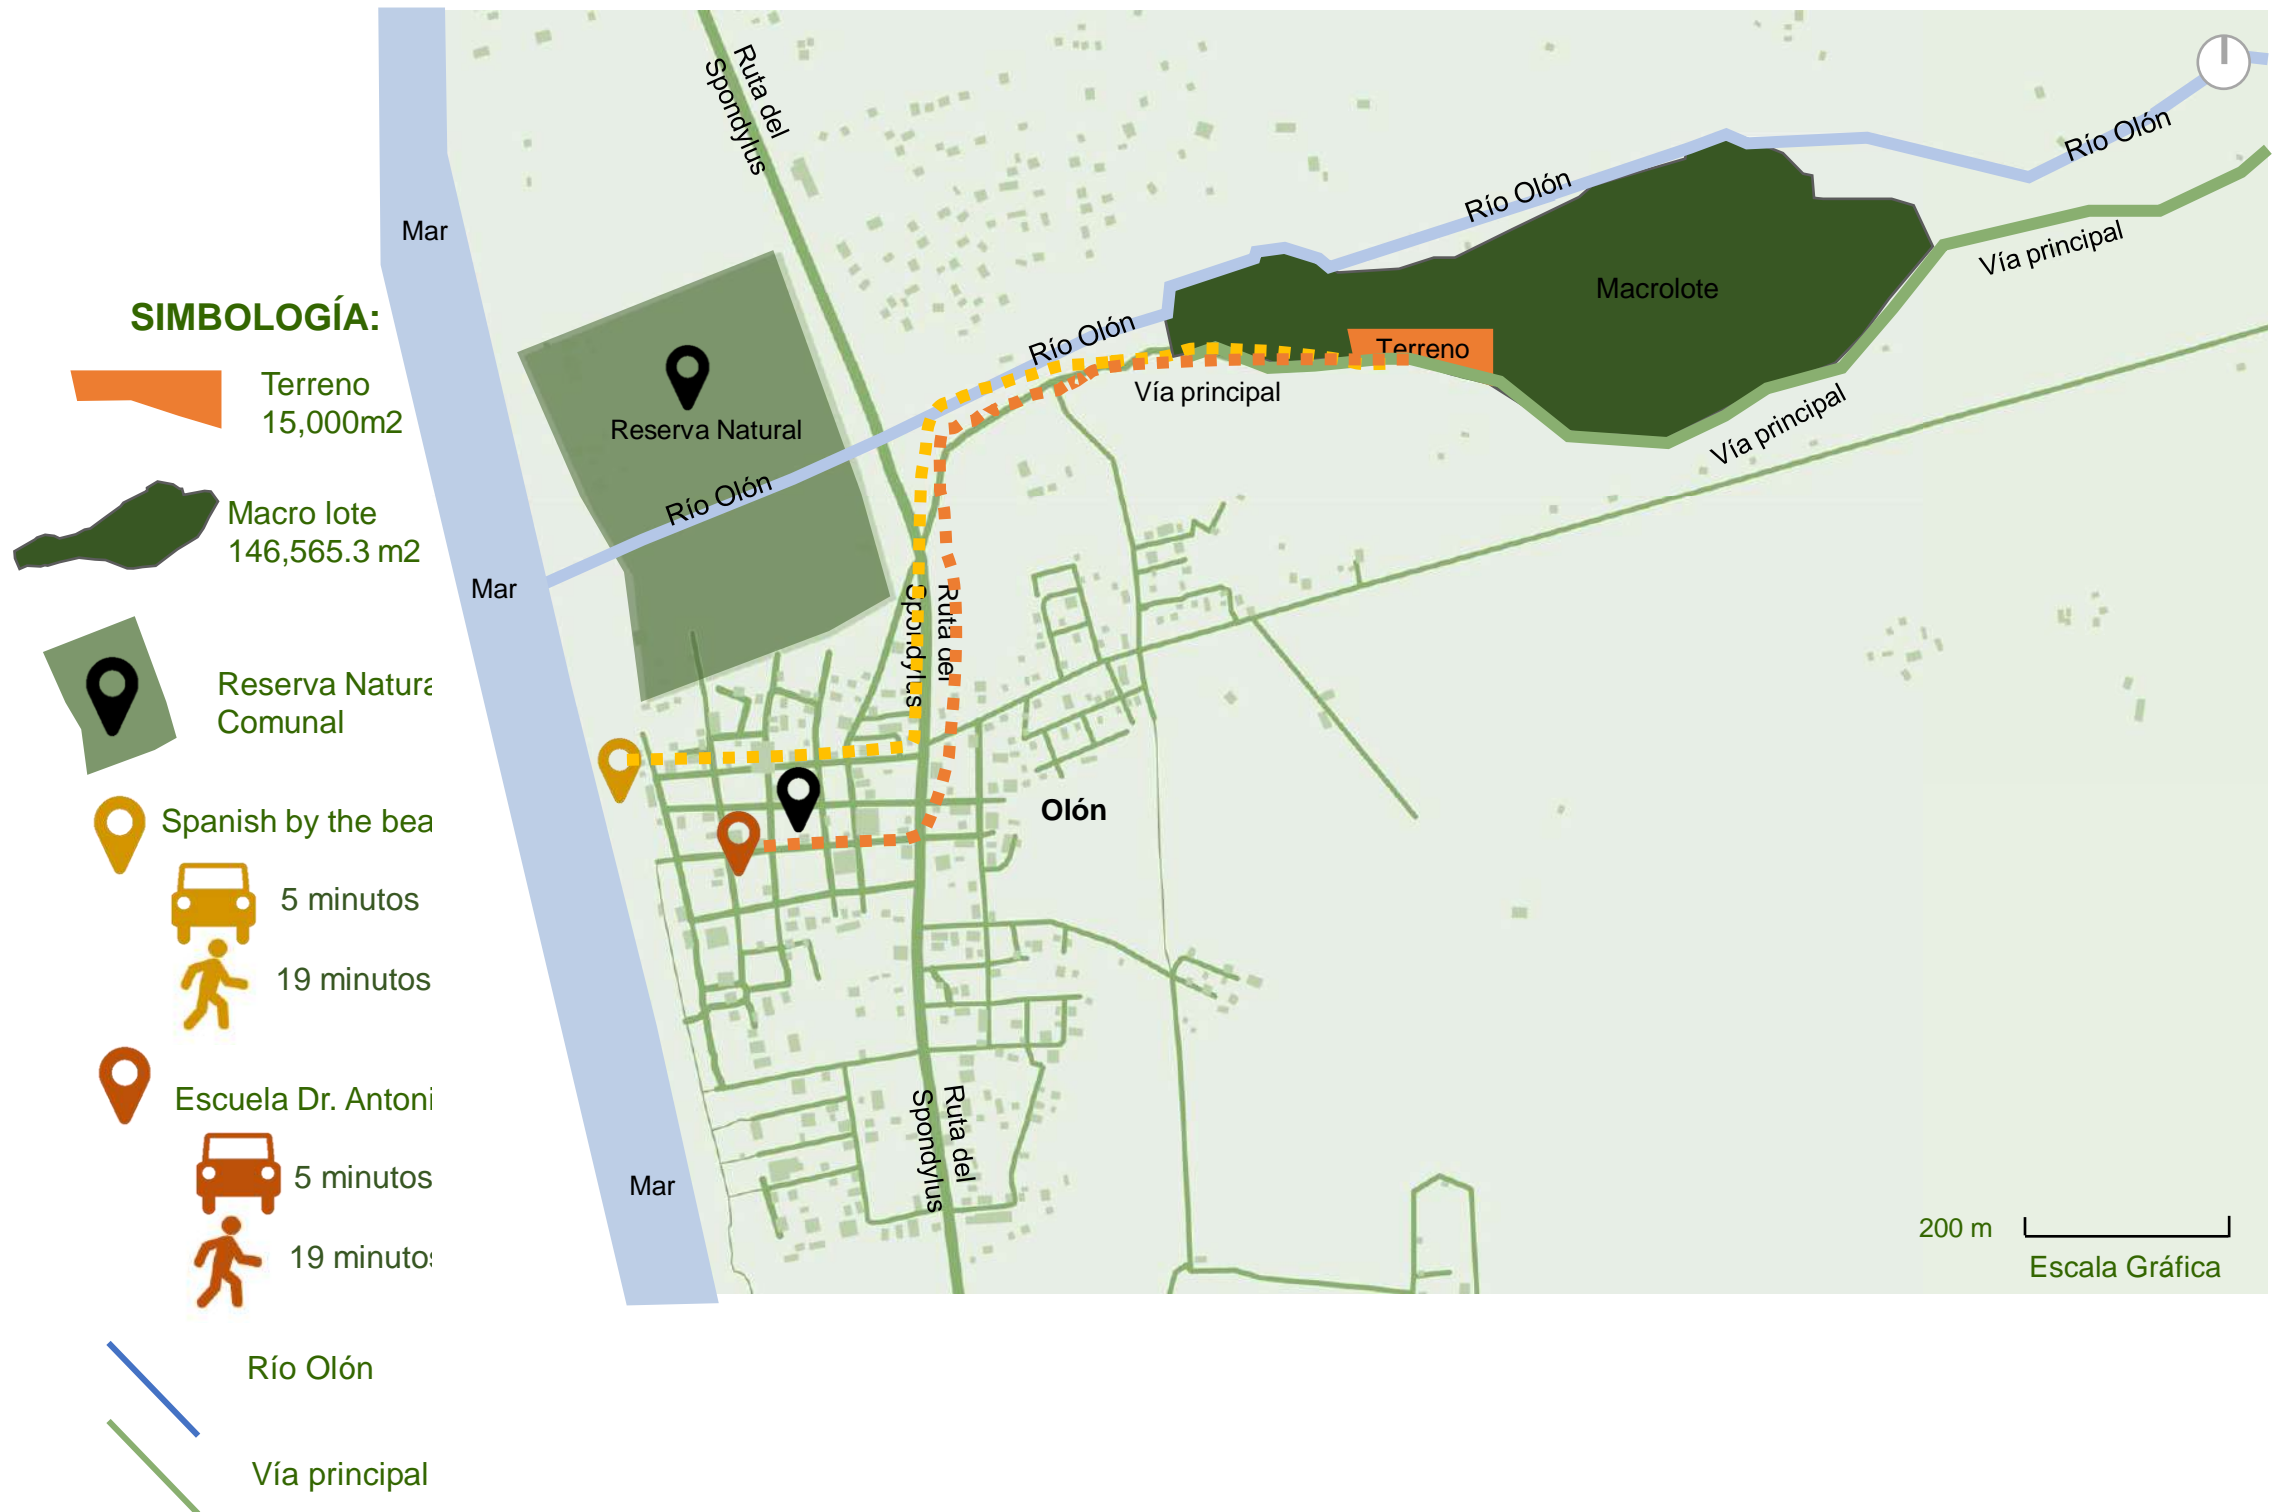 SIMBOLOGÍA:
Terreno
15,000m2
Macro lote
146,565.3 m2
Reserva Natura
Comunal
Spanish by the bea
5 minutos
19 minutos
Escuela Dr. Antoni
5 minutos
19 minutos
Río Olón
Vía principal
Mar
Mar
Mar
Ruta del
Spondylus
Reserva Natural
Río Olón
Río Olón
Río Olón
Río Olón
Macrolote
Terreno
Vía principal
Vía principal
Vía principal
Ruta del
Spondylus
Olón
Ruta del
Spondylus
200 m
Escala Gráfica